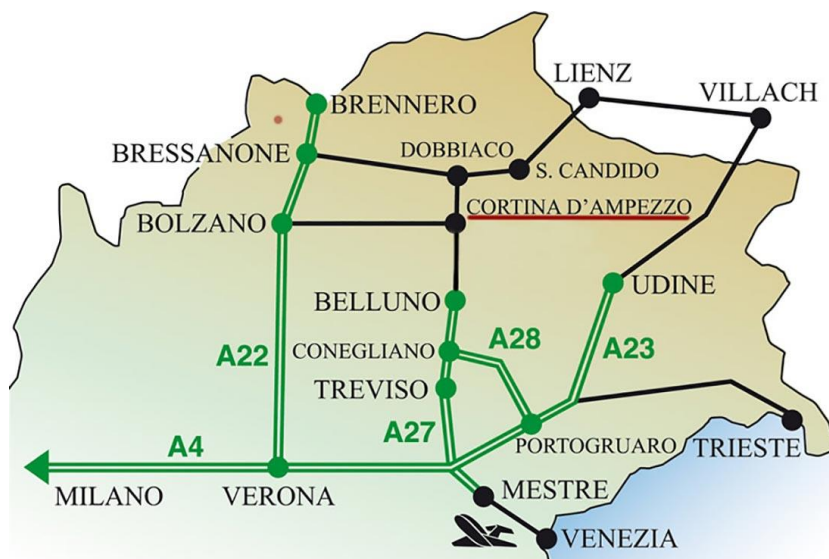 LIENZ
VILLACH
BRENNERO
BRESSANONE
DOBBIACO
S. CANDIDO
BOLZANO
CORTINA D'AMPEZZO
UDINE
BELLUNO
A22
CONEGLIANO
A28
A23
TREVISO
A27
A4
PORTOGRUARO
TRIESTE
MILANO
VERONA
MESTRE
VENEZIA